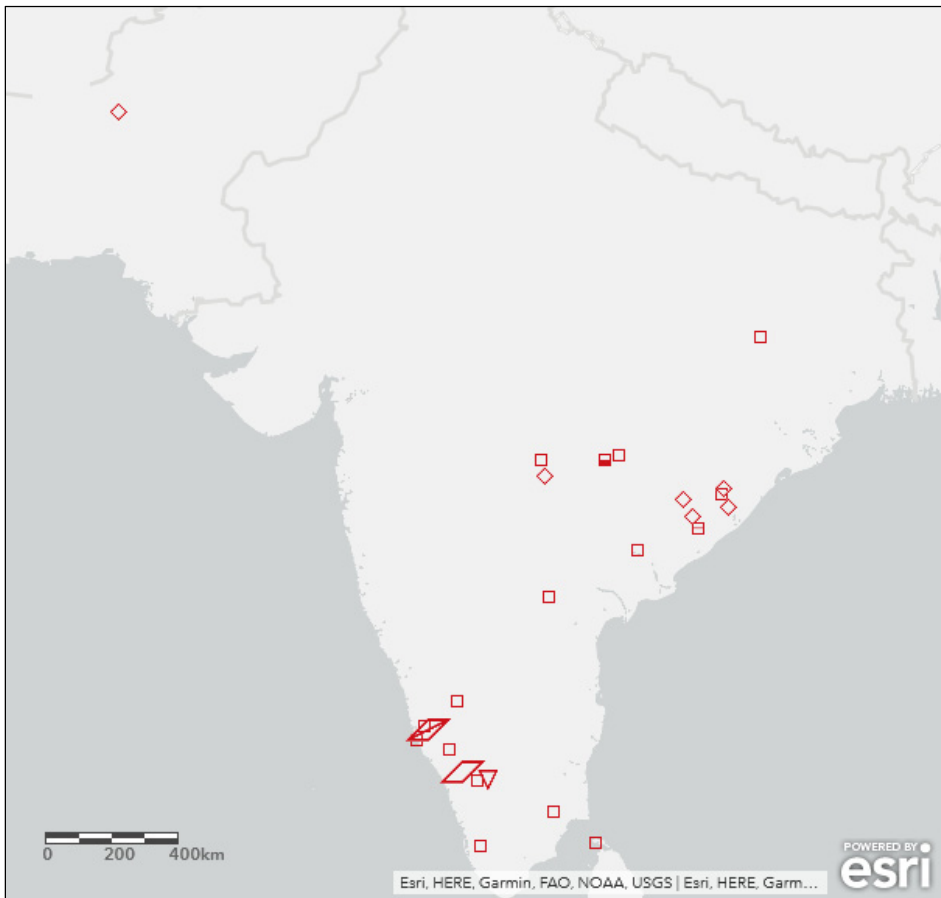 0 200 400km
Esri, HERE, Garmin, FAO, NOAA, USGS | Esri, HERE, Garm...
POWERED BY
esri